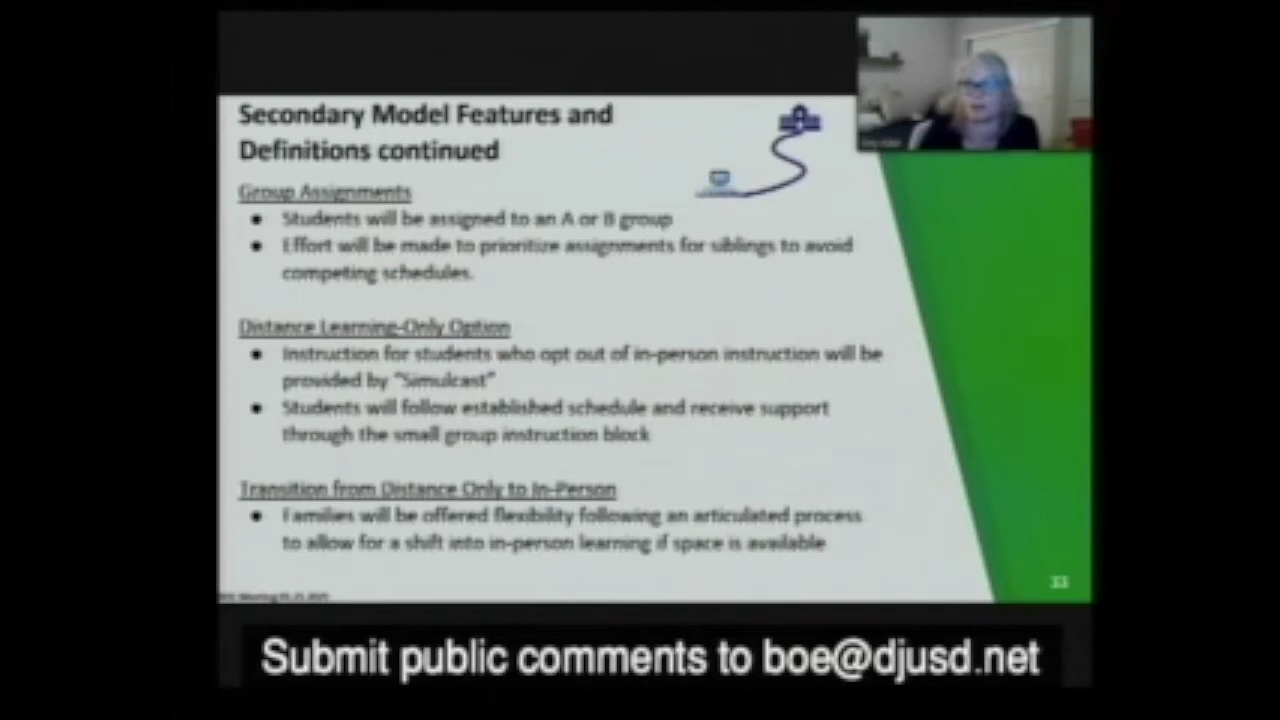 Secondary Model Features and
Definitions continued
Group Assignments
● Students will be assigned to an A or B group
● Effort will be made to prioritize assignments for siblings to avoid
competing schedules.
Distance Learning-Only Option
● Instruction for students who opt out of in-person instruction will be
provided by “Simulcast”
● Students will follow established schedule and receive support
through the small group instruction block
Transition from Distance Only to In-Person
● Families will be offered flexibility following an articulated process
to allow for a shift into in-person learning if space is available
33
Submit public comments to boe@djusd.net